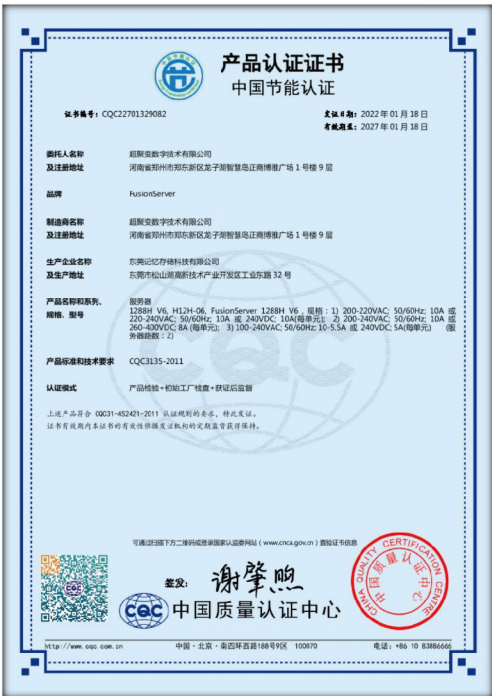 产品认证证书
中国节能认证
证书编号：CQC22701329082
发证日期：2022 年 01 月 18 日
有效期至：2027 年 01 月 18 日
委托人名称
及注册地址
超聚变数字技术有限公司
河南省郑州市郑东新区龙子湖智慧岛正商博雅广场 1 号楼 9 层
品牌
FusionServer
制造商名称
及注册地址
超聚变数字技术有限公司
河南省郑州市郑东新区龙子湖智慧岛正商博雅广场 1 号楼 9 层
生产企业名称
及生产地址
东莞记忆存储科技有限公司
东莞市松山湖高新技术产业开发区工业东路 32 号
产品名称和系列、
规格、型号
服务器
1288H V6, H12H-06, FusionServer 1288H V6，规格：1) 200-220VAC; 50/60Hz; 10A 或
220-240VAC; 50/60Hz; 10A 或 240VDC; 10A(每单元); 2) 200-240VAC; 50/60Hz; 10A 或
260-400VDC; 8A (每单元); 3) 100-240VAC; 50/60Hz; 10-5.5A 或 240VDC; 5A(每单元) (服
务器路数：2)
产品标准和技术要求
CQC3135-2011
认证模式
产品检验+初始工厂检查+获证后监督
上述产品符合 CQC31-452421-2011 认证规则的要求，特此发证。
证书有效期内本证书的有效性依据发证机构的定期监督获得保持。
CQC
可通过扫描下方二维码或登录国家认监委网站（www.cnca.gov.cn）查验证书信息
签发：谢肇煦
CQC 中国质量认证中心
CHINA QUALITY CERTIFICATION CENTRE
中国质量认证中心
http://www.cqc.com.cn
中国・北京・南四环西路188号9区 100070
电话：+86 10 83886666